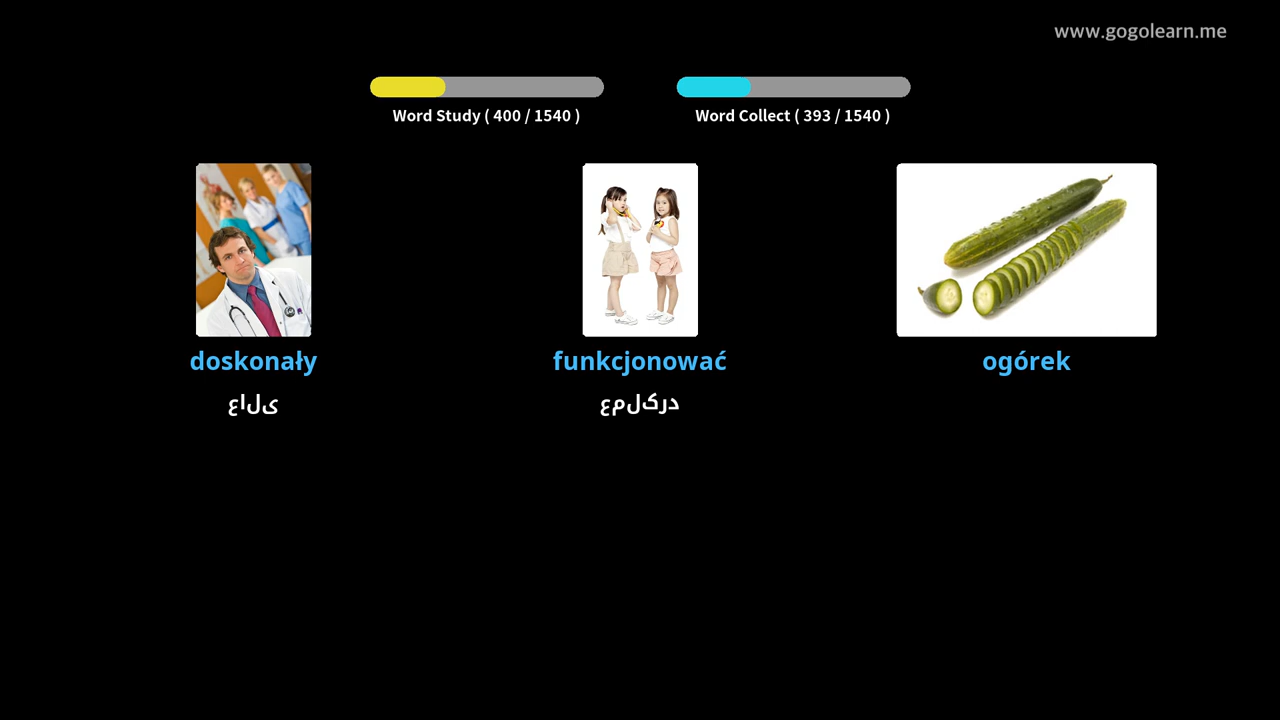 www.gogolearn.me
Word Study ( 400 / 1540 )
Word Collect ( 393 / 1540 )
doskonały
funkcjonować
ogórek
عالی
عملکرد